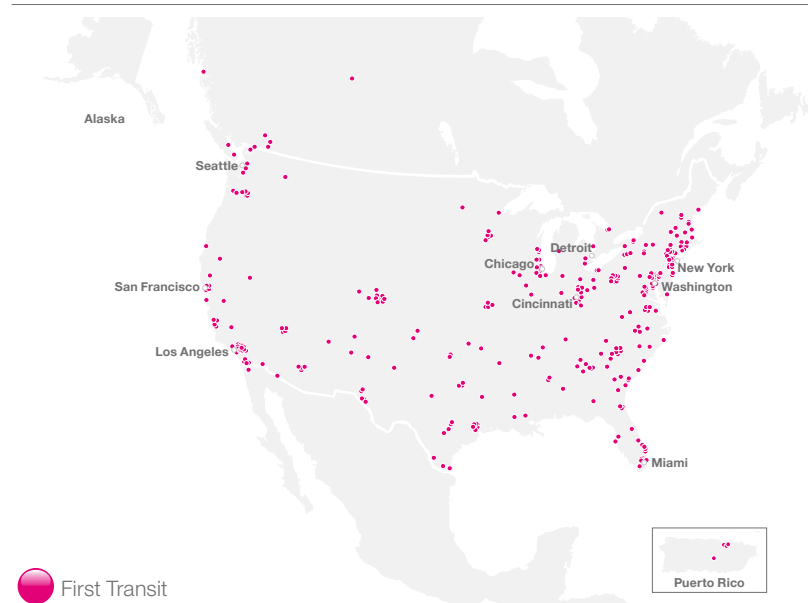 Alaska
Seattle
Detroit
Chicago
New York
San Francisco
Washington
Cincinnati
Los Angeles
Miami
Puerto Rico
First Transit